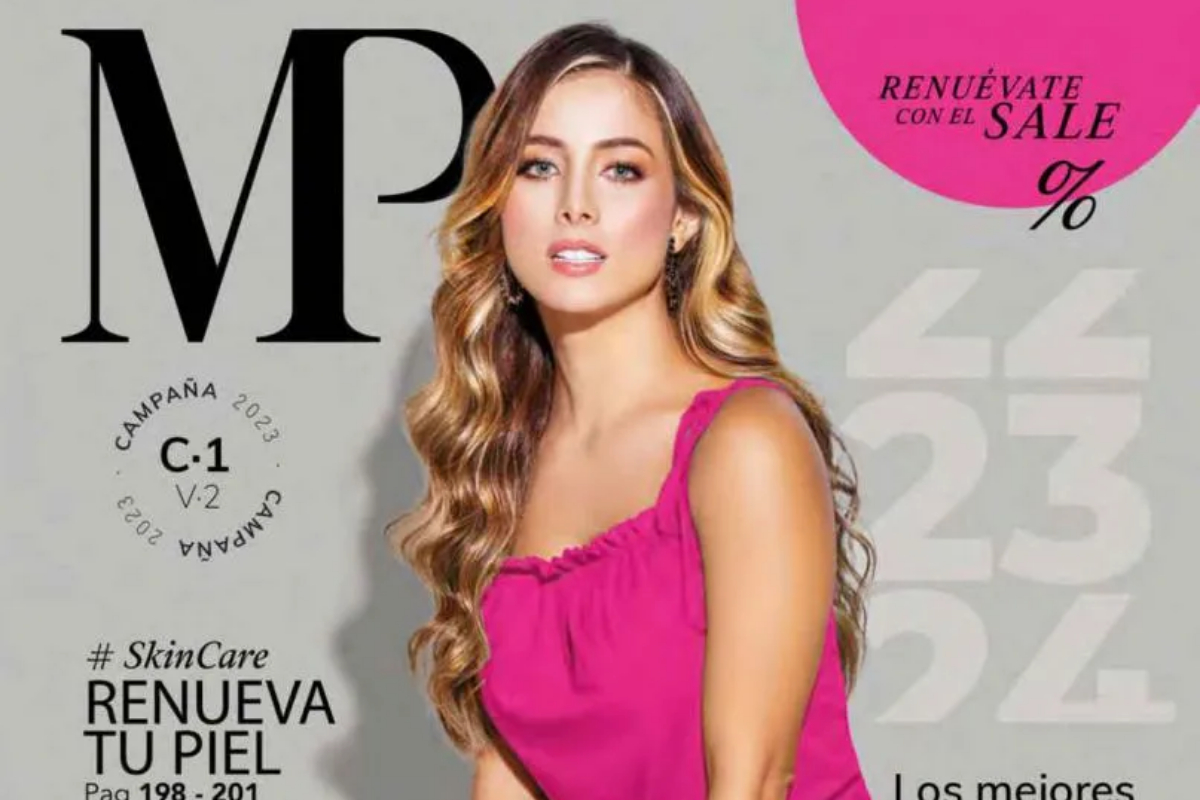 MP
RENUÉVATE
CON EL SALE
%
CAMPAÑA 2023 · CAMPAÑA 2023 ·
C·1
V·2
22
23
24
# SkinCare
RENUEVA
TU PIEL
Pag 198 - 201
Los mejores